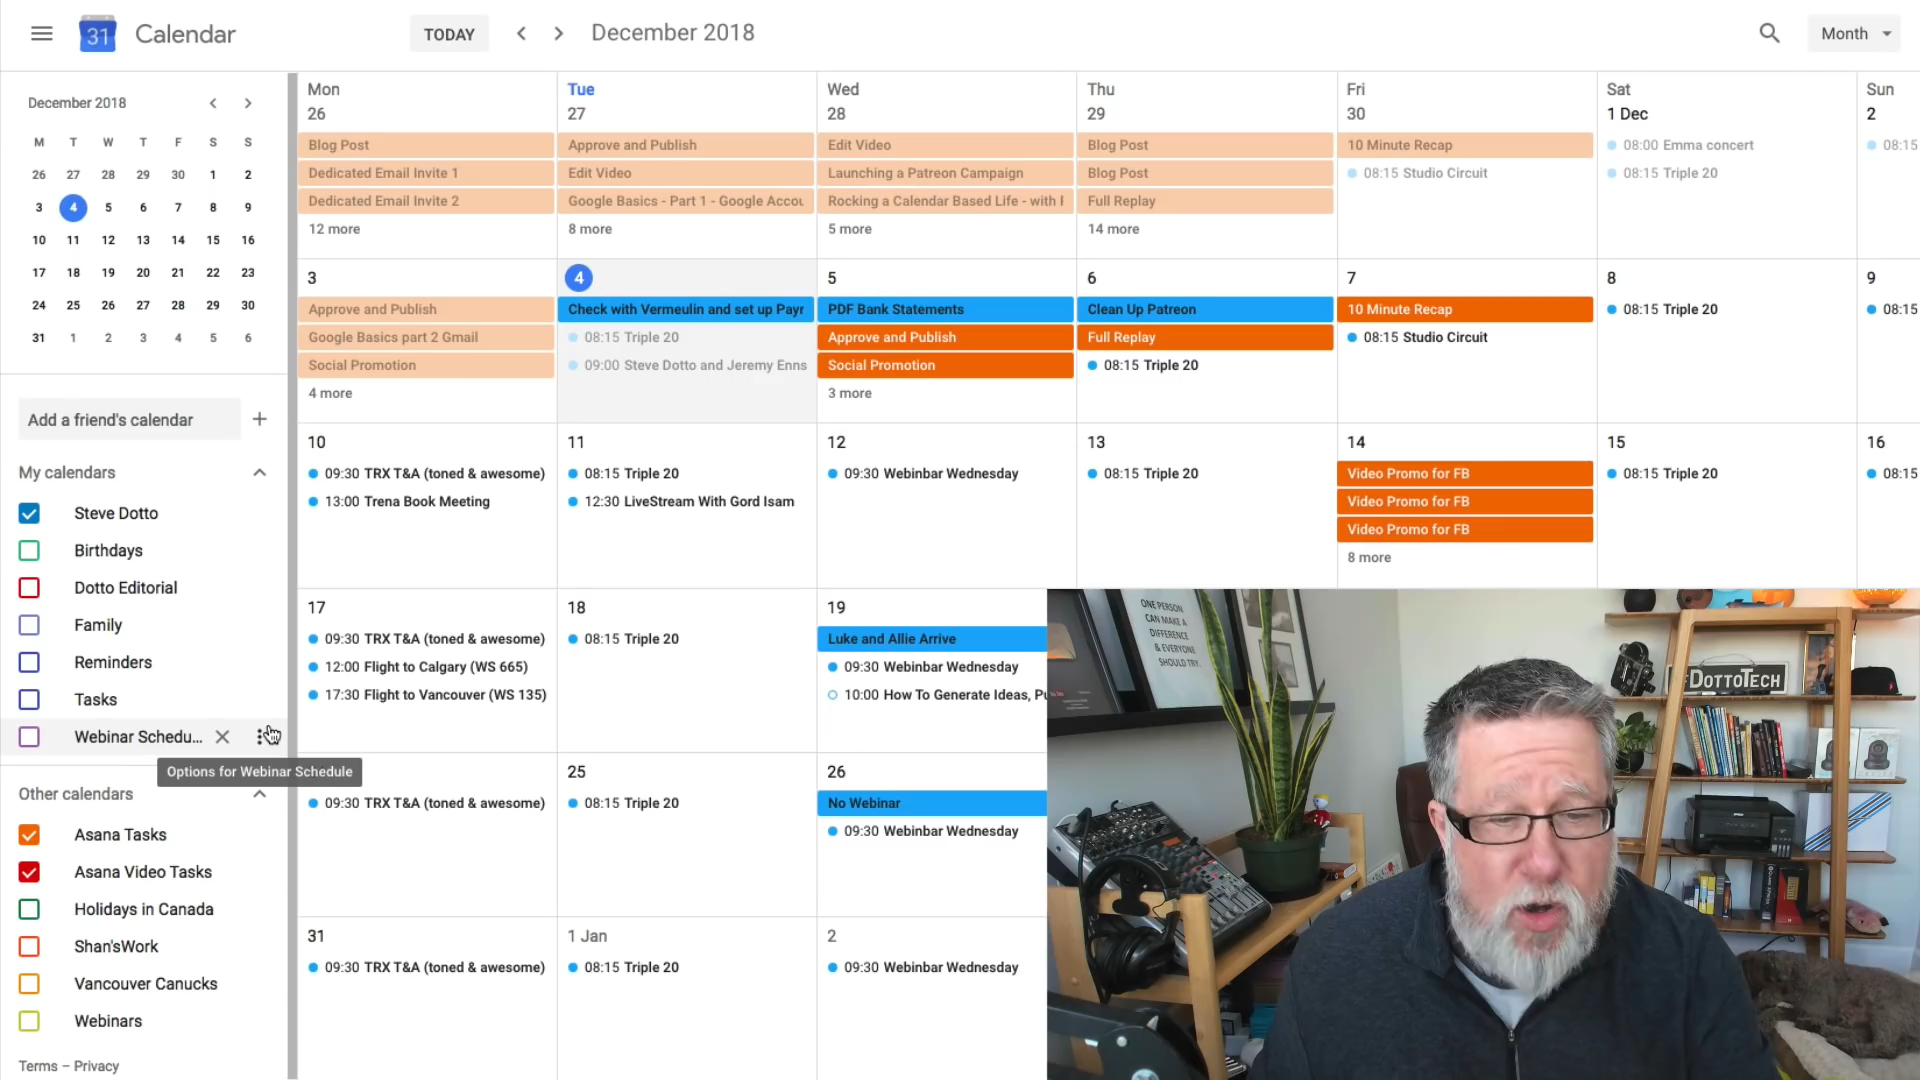 31 Calendar TODAY December 2018 Month
December 2018
M T W T F S S
26 27 28 29 30 1 2
3 4 5 6 7 8 9
10 11 12 13 14 15 16
17 18 19 20 21 22 23
24 25 26 27 28 29 30
31 1 2 3 4 5 6
Add a friend's calendar +
My calendars
Steve Dotto
Birthdays
Dotto Editorial
Family
Reminders
Tasks
Webinar Schedu...
Options for Webinar Schedule
Other calendars
Asana Tasks
Asana Video Tasks
Holidays in Canada
Shan'sWork
Vancouver Canucks
Webinars
Terms – Privacy
Mon Tue Wed Thu Fri Sat Sun
26 27 28 29 30 1 Dec 2
Blog Post Approve and Publish Edit Video Blog Post 10 Minute Recap 08:00 Emma concert 08:15
Dedicated Email Invite 1 Edit Video Launching a Patreon Campaign Blog Post 08:15 Studio Circuit 08:15 Triple 20
Dedicated Email Invite 2 Google Basics - Part 1 - Google Accou Rocking a Calendar Based Life - with Full Replay
12 more 8 more 5 more 14 more
3 4 5 6 7 8 9
Approve and Publish Check with Vermeulin and set up Payr PDF Bank Statements Clean Up Patreon 10 Minute Recap 08:15 Triple 20 08:15
Google Basics part 2 Gmail 08:15 Triple 20 Approve and Publish Full Replay 08:15 Studio Circuit
Social Promotion 09:00 Steve Dotto and Jeremy Enns Social Promotion 08:15 Triple 20
4 more 3 more
10 11 12 13 14 15 16
09:30 TRX T&A (toned & awesome) 08:15 Triple 20 09:30 Webinbar Wednesday 08:15 Triple 20 Video Promo for FB 08:15 Triple 20 08:15
13:00 Trena Book Meeting 12:30 LiveStream With Gord Isam Video Promo for FB
Video Promo for FB
8 more
17 18 19
09:30 TRX T&A (toned & awesome) 08:15 Triple 20 Luke and Allie Arrive
12:00 Flight to Calgary (WS 665) 09:30 Webinbar Wednesday
17:30 Flight to Vancouver (WS 135) 10:00 How To Generate Ideas, Pu
25 26
09:30 TRX T&A (toned & awesome) 08:15 Triple 20 No Webinar
09:30 Webinbar Wednesday
31 1 Jan 2
09:30 TRX T&A (toned & awesome) 08:15 Triple 20 09:30 Webinbar Wednesday
ONE PERSON
CAN MAKE A
DIFFERENCE
& EVERYONE
SHOULD TRY.
#DOTTOTECH